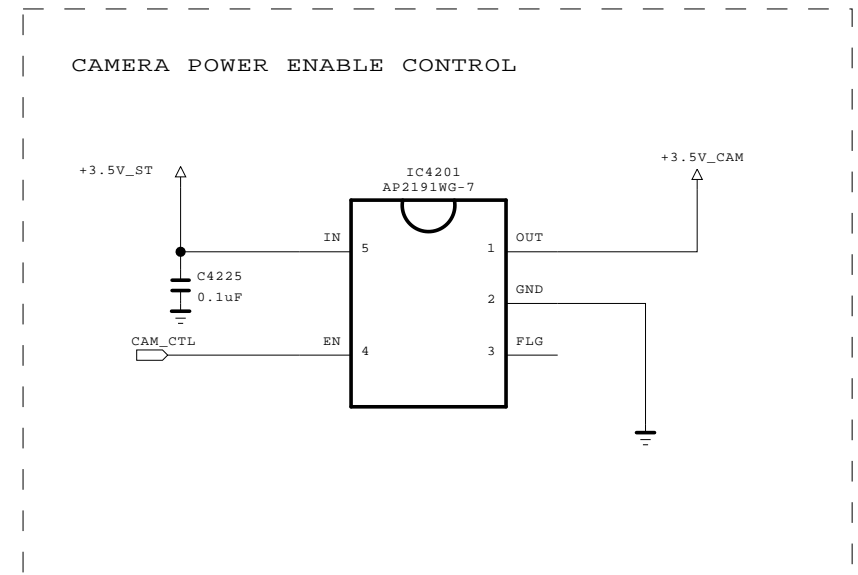 CAMERA POWER ENABLE CONTROL
+3.5V_ST
IC4201
AP2191WG-7
+3.5V_CAM
IN
5
1
OUT
C4225
0.1uF
2
GND
CAM_CTL
EN
4
3
FLG